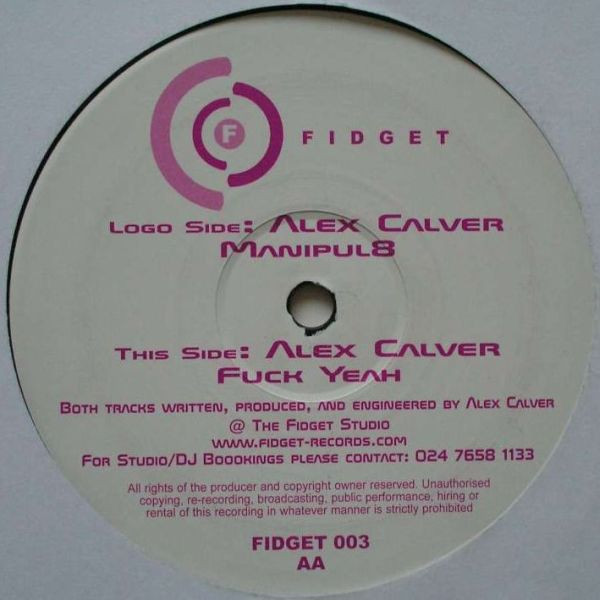 F
FIDGET
Logo Side: Alex Calver
Manipul8
This Side: Alex Calver
Fuck Yeah
Both tracks written, produced, and engineered by Alex Calver
@ The Fidget Studio
www.fidget-records.com
For Studio/DJ Boookings please contact: 024 7658 1133
All rights of the producer and copyright owner reserved. Unauthorised
copying, re-recording, broadcasting, public performance, hiring or
rental of this recording in whatever manner is strictly prohibited
FIDGET 003
AA